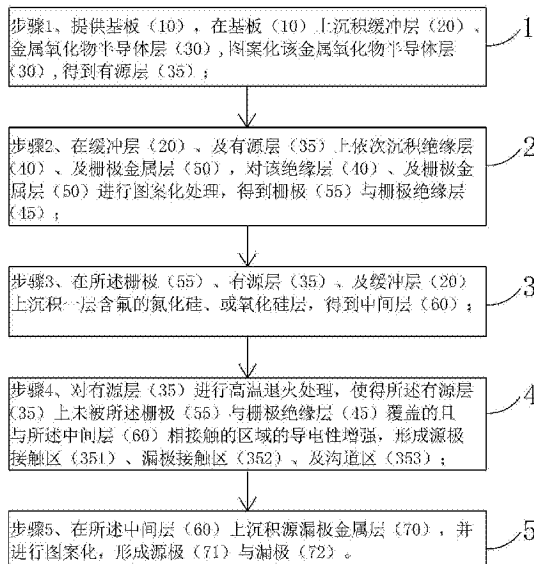 步骤1、提供基板(10),在基板(10)上沉积缓冲层(20)、
金属氧化物半导体层(30),图案化该金属氧化物半导体层
(30),得到有源层(35);
1
步骤2、在缓冲层(20)、及有源层(35)上依次沉积绝缘层
(40)、及栅极金属层(50),对该绝缘层(40)、及栅极金
属层(50)进行图案化处理,得到栅极(55)与栅极绝缘层
(45);
2
步骤3、在所述栅极(55)、有源层(35)、及缓冲层(20)
上沉积一层含氟的氮化硅、或氧化硅层,得到中间层(60);
3
步骤4、对有源层(35)进行高温退火处理,使得所述有源层
(35)上未被所述栅极(55)与栅极绝缘层(45)覆盖的且
与所述中间层(60)相接触的区域的导电性增强,形成源极
接触区(351)、漏极接触区(352)、及沟道区(353);
4
步骤5、在所述中间层(60)上沉积源漏极金属层(70),并
进行图案化,形成源极(71)与漏极(72)。
5